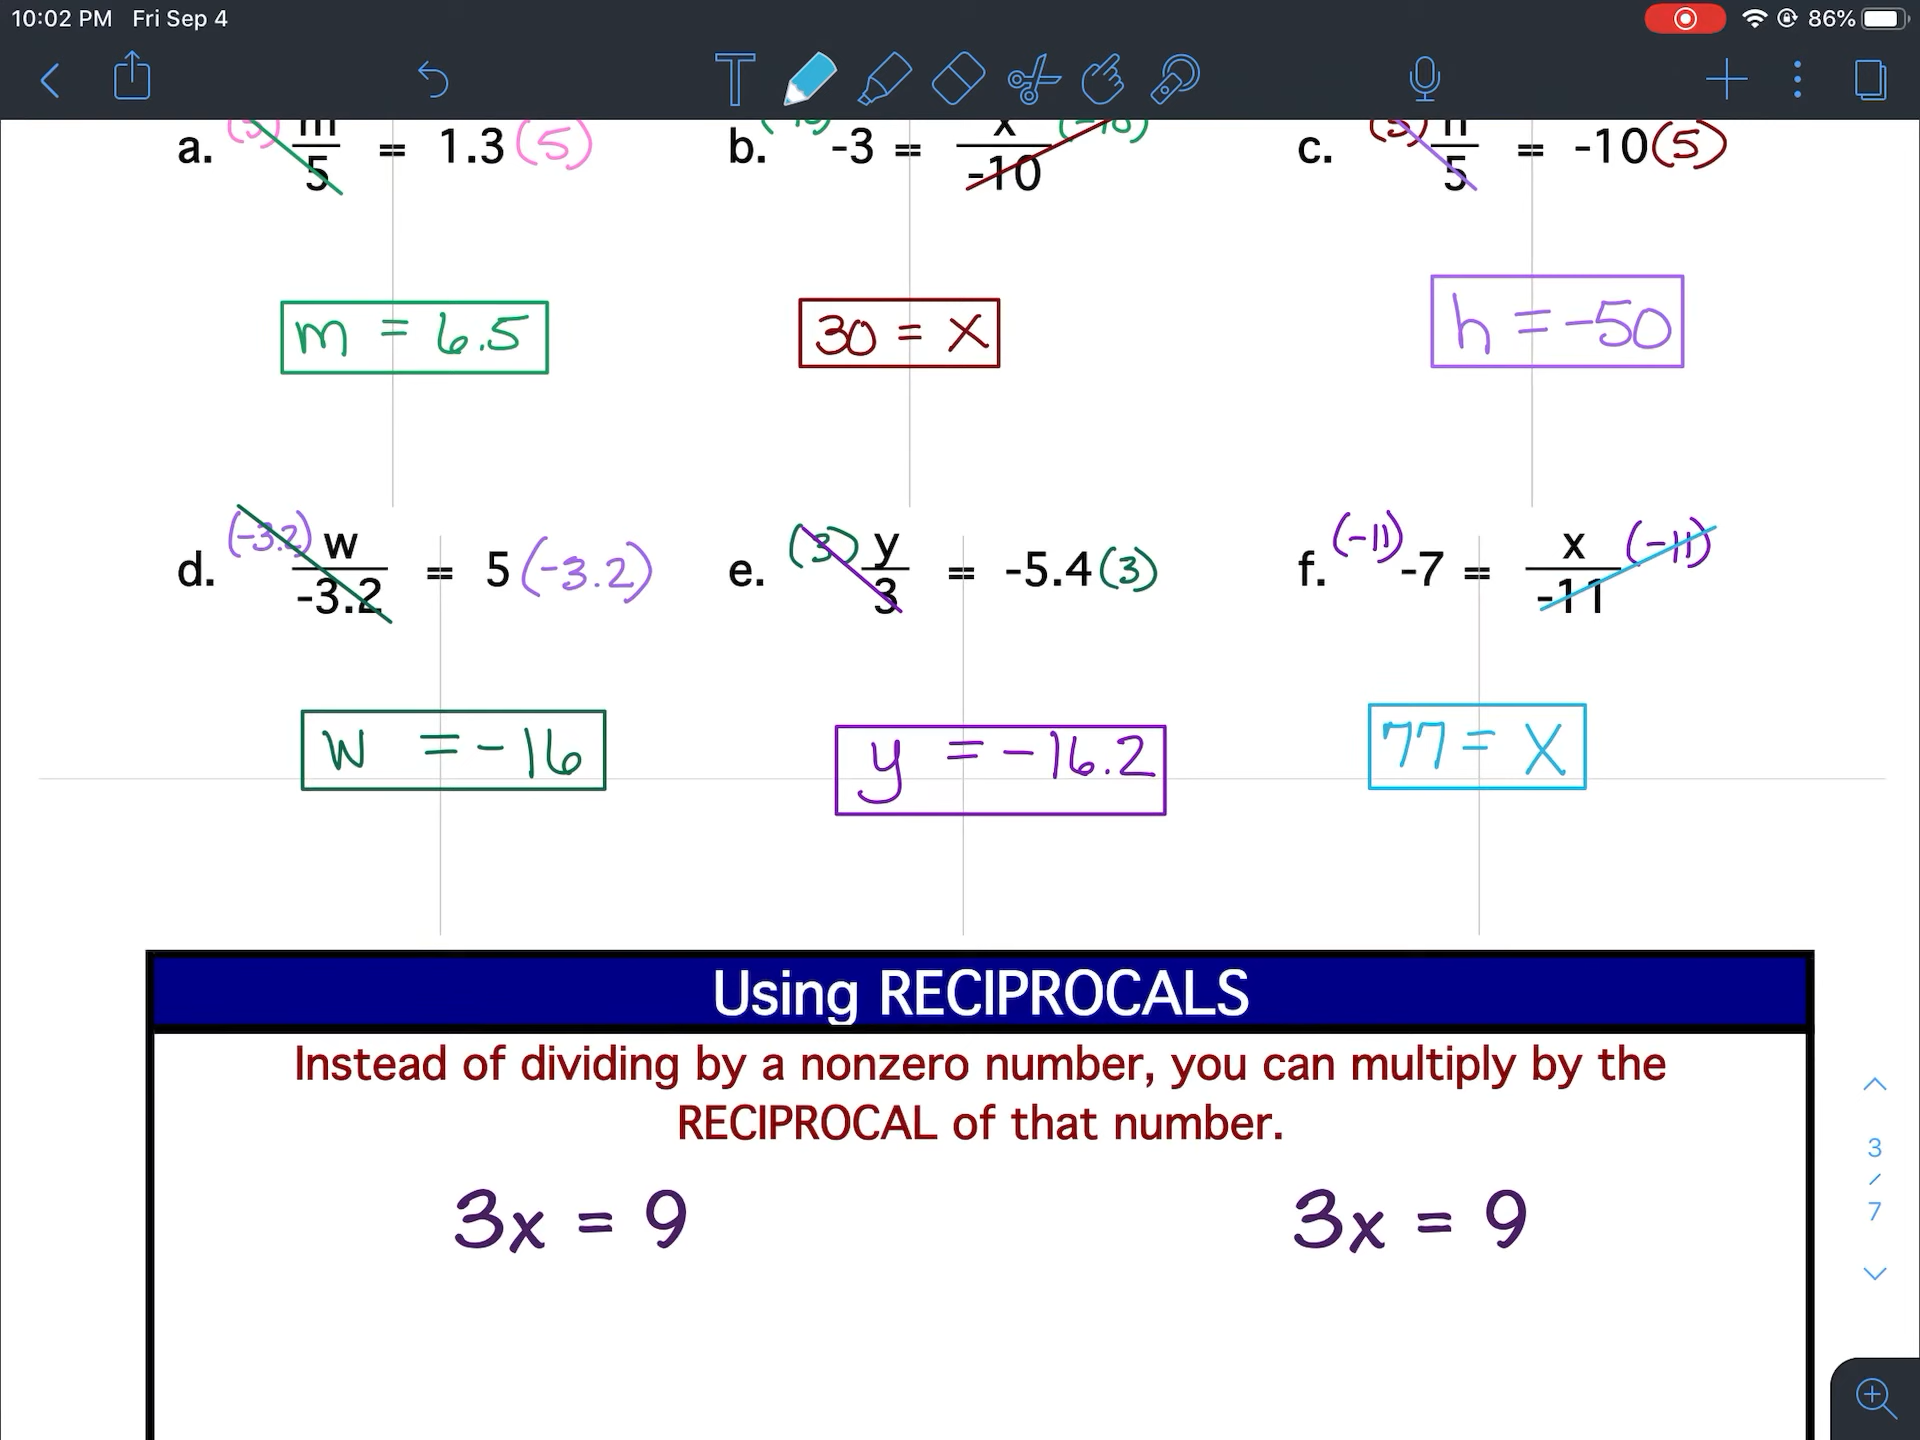 10:02 PM Fri Sep 4 86%
a. m/5 = 1.3 (5) b. -3 = x/-10 c. h/5 = -10 (5)
m = 6.5 30 = x h = -50
d. (-3.2) w/-3.2 = 5 (-3.2) e. (3) y/3 = -5.4 (3) f. (-11) -7 = x/-11 (-11)
w = -16 y = -16.2 77 = x
Using RECIPROCALS
Instead of dividing by a nonzero number, you can multiply by the
RECIPROCAL of that number.
3x = 9 3x = 9
3
/
7